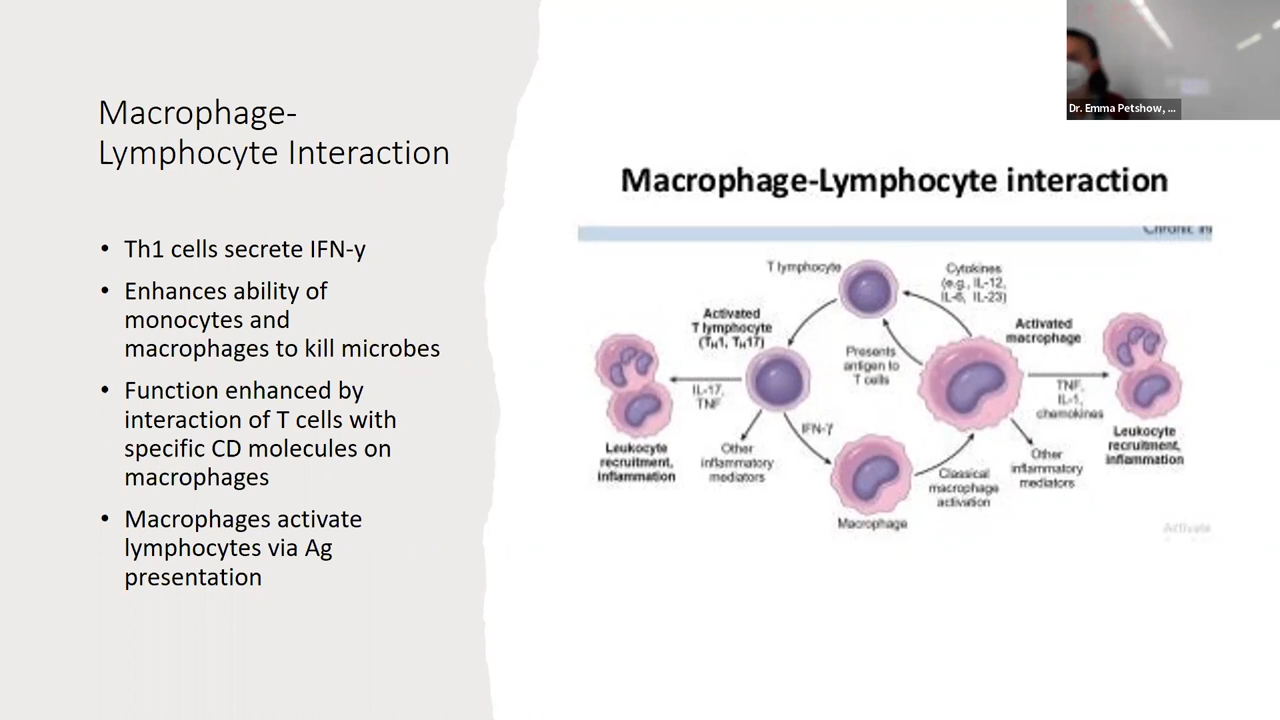 Macrophage-
Lymphocyte Interaction
• Th1 cells secrete IFN-y
• Enhances ability of
monocytes and
macrophages to kill microbes
• Function enhanced by
interaction of T cells with
specific CD molecules on
macrophages
• Macrophages activate
lymphocytes via Ag
presentation
Dr. Emma Petshow, ...
Macrophage-Lymphocyte interaction
Chronic
T lymphocyte
Cytokines
(e.g., IL-12,
IL-6, IL-23)
Activated
T lymphocyte
(TH1, TH17)
Activated
macrophage
Presents
antigen to
T cells
IL-17,
TNF
TNF,
IL-1,
chemokines
IFN-γ
Leukocyte
recruitment,
inflammation
Other
inflammatory
mediators
Classical
macrophage
activation
Other
inflammatory
mediators
Leukocyte
recruitment,
inflammation
Macrophage
Activate